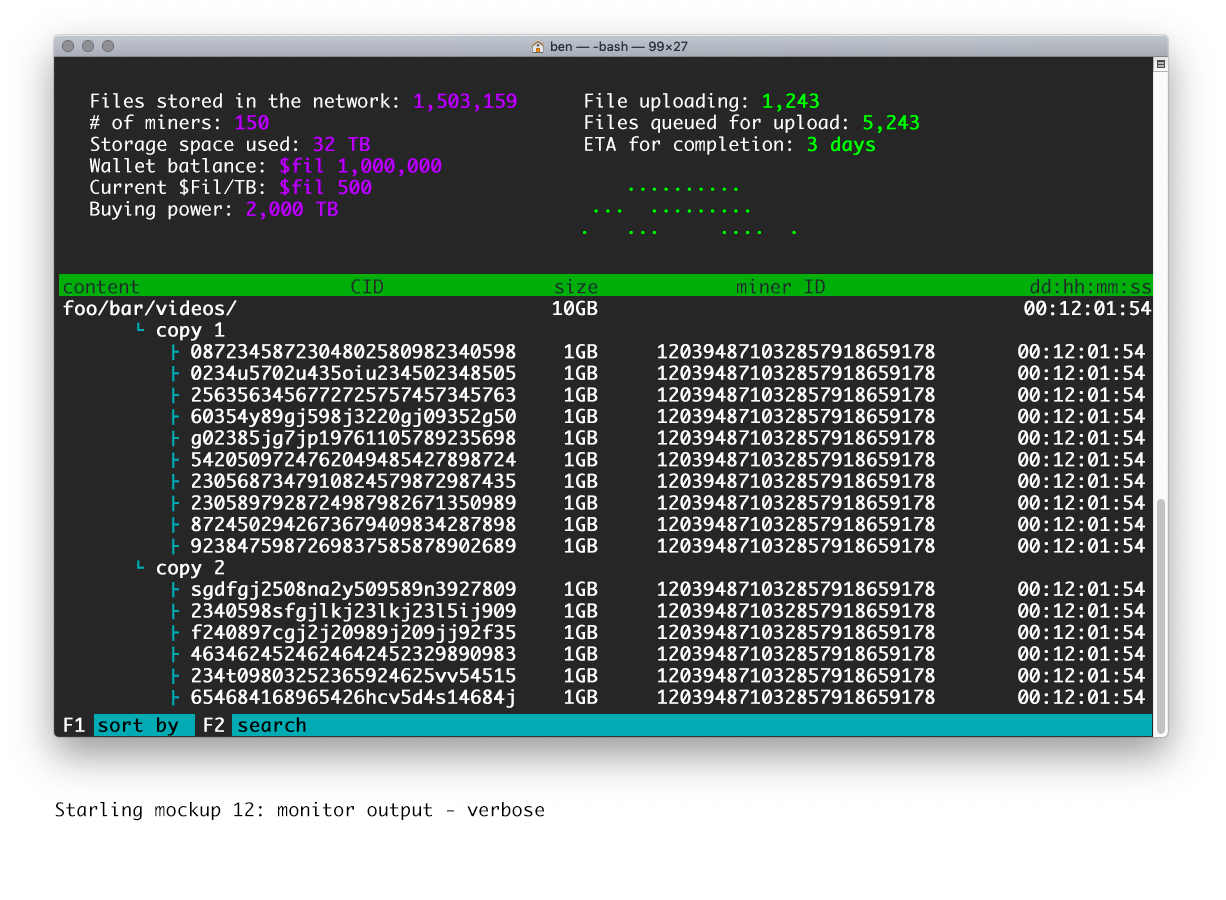 ben — -bash — 99×27
Files stored in the network: 1,503,159
# of miners: 150
Storage space used: 32 TB
Wallet batlance: $fil 1,000,000
Current $Fil/TB: $fil 500
Buying power: 2,000 TB
File uploading: 1,243
Files queued for upload: 5,243
ETA for completion: 3 days
content CID size miner ID dd:hh:mm:ss
foo/bar/videos/ 10GB 00:12:01:54
└ copy 1
├ 0872345872304802580982340598 1GB 120394871032857918659178 00:12:01:54
├ 0234u5702u435oiu234502348505 1GB 120394871032857918659178 00:12:01:54
├ 2563563456772725757457345763 1GB 120394871032857918659178 00:12:01:54
├ 60354y89gj598j3220gj09352g50 1GB 120394871032857918659178 00:12:01:54
├ g02385jg7jp19761105789235698 1GB 120394871032857918659178 00:12:01:54
├ 5420509724762049485427898724 1GB 120394871032857918659178 00:12:01:54
├ 2305687347910824579872987435 1GB 120394871032857918659178 00:12:01:54
├ 2305897928724987982671350989 1GB 120394871032857918659178 00:12:01:54
├ 8724502942673679409834287898 1GB 120394871032857918659178 00:12:01:54
├ 9238475987269837585878902689 1GB 120394871032857918659178 00:12:01:54
└ copy 2
├ sgdfgj2508na2y509589n3927809 1GB 120394871032857918659178 00:12:01:54
├ 2340598sfgjlkj23lkj23l5ij909 1GB 120394871032857918659178 00:12:01:54
├ f240897cgj2j20989j209jj92f35 1GB 120394871032857918659178 00:12:01:54
├ 4634624524624642452329890983 1GB 120394871032857918659178 00:12:01:54
├ 234t09803252365924625vv54515 1GB 120394871032857918659178 00:12:01:54
├ 654684168965426hcv5d4s14684j 1GB 120394871032857918659178 00:12:01:54
F1 sort by F2 search
Starling mockup 12: monitor output - verbose